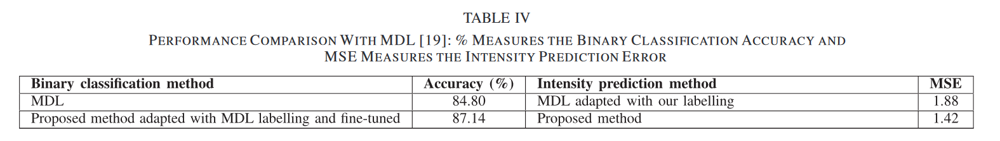 TABLE IV
PERFORMANCE COMPARISON WITH MDL [19]: % MEASURES THE BINARY CLASSIFICATION ACCURACY AND
MSE MEASURES THE INTENSITY PREDICTION ERROR
Binary classification method Accuracy (%) Intensity prediction method MSE
MDL 84.80 MDL adapted with our labelling 1.88
Proposed method adapted with MDL labelling and fine-tuned 87.14 Proposed method 1.42